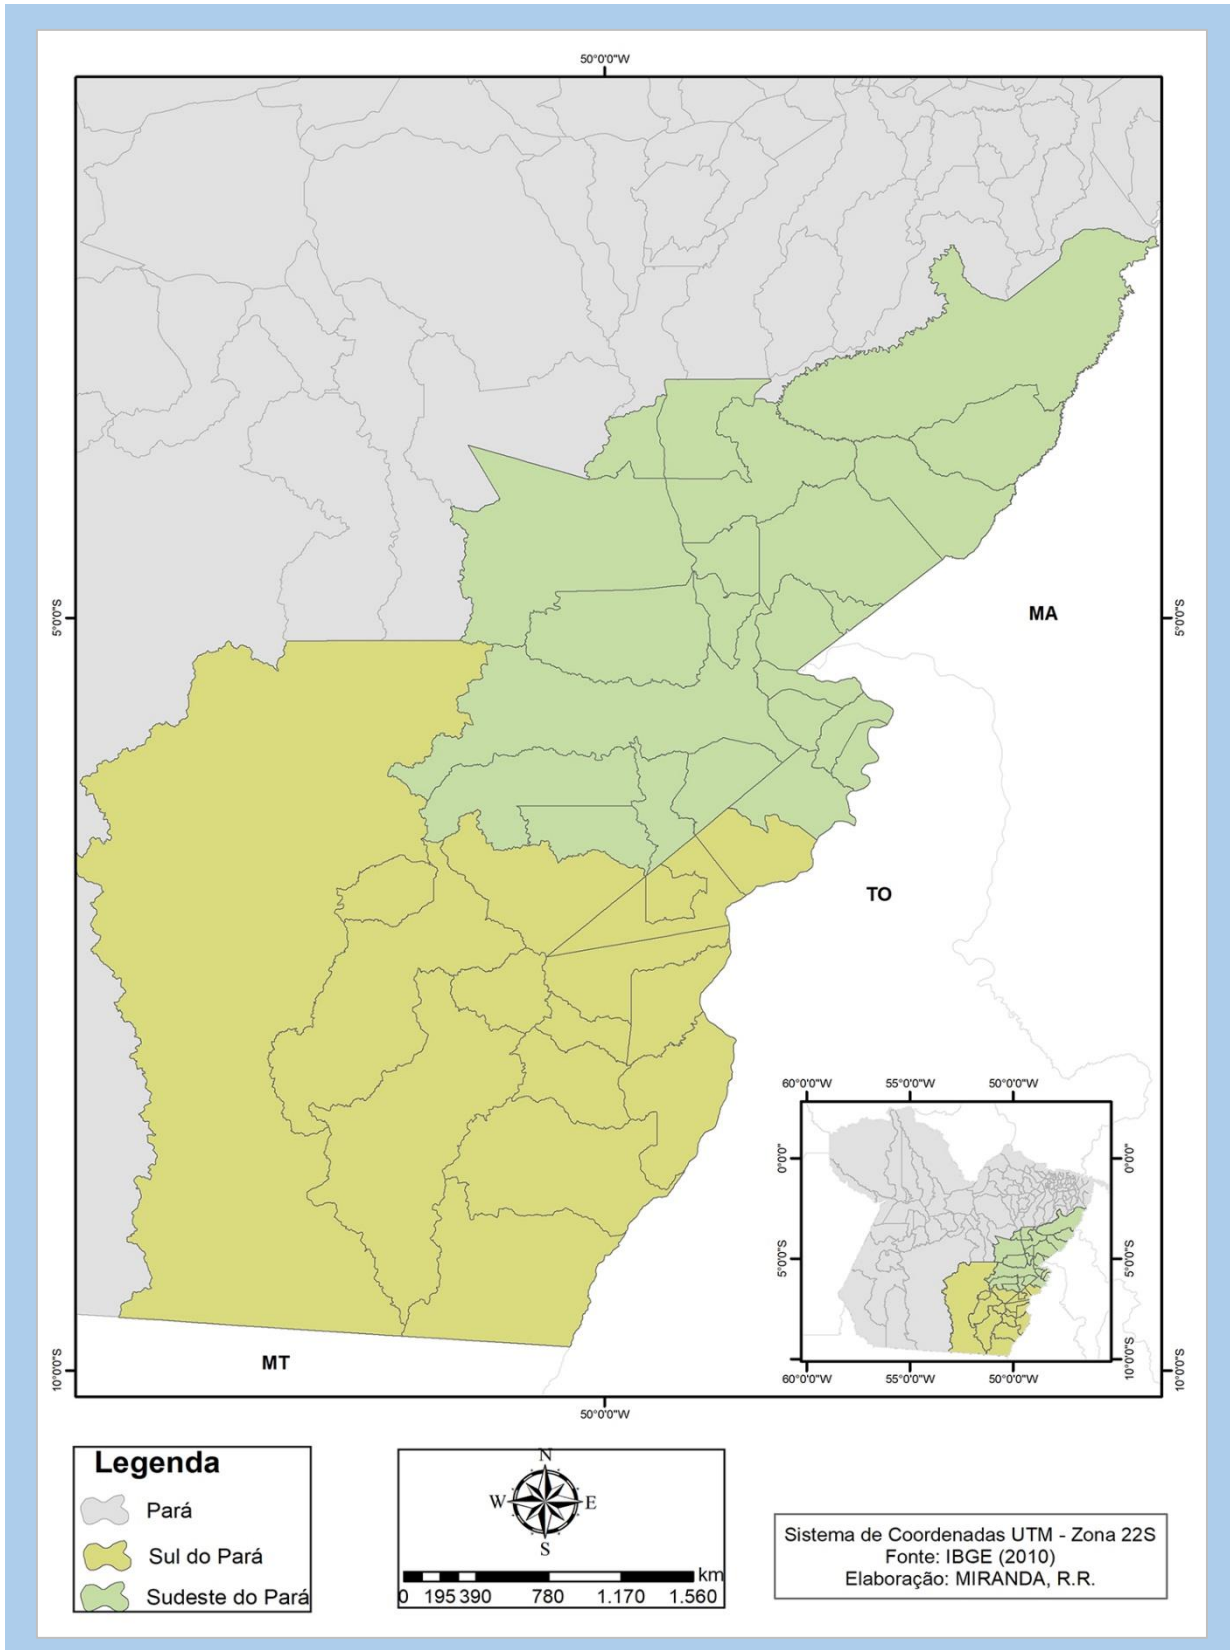 50°0'0"W
5°0'0"S
5°0'0"S
MA
TO
60°0'0"W 55°0'0"W 50°0'0"W
0°0'0"
0°0'0"
5°0'0"S
5°0'0"S
10°0'0"S
60°0'0"W 55°0'0"W 50°0'0"W
MT
10°0'0"S
10°0'0"S
50°0'0"W
Legenda
Pará
Sul do Pará
Sudeste do Pará
N
W E
S
km
0 195 390 780 1.170 1.560
Sistema de Coordenadas UTM - Zona 22S
Fonte: IBGE (2010)
Elaboração: MIRANDA, R.R.